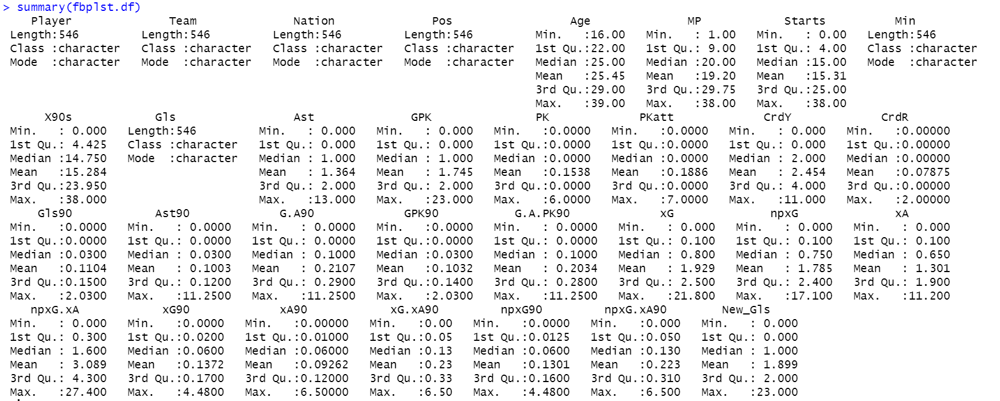 > summary(fbplst.df)
    Player              Team              Nation              Pos                 Age              MP            Starts          Min
 Length:546         Length:546         Length:546         Length:546         Min.   :16.00   Min.   : 1.00   Min.   : 0.00   Length:546
 Class :character   Class :character   Class :character   Class :character   1st Qu.:22.00   1st Qu.: 9.00   1st Qu.: 4.00   Class :character
 Mode  :character   Mode  :character   Mode  :character   Mode  :character   Median :25.00   Median :20.00   Median :15.00   Mode  :character
                                                                             Mean   :25.45   Mean   :19.20   Mean   :15.31
                                                                             3rd Qu.:29.00   3rd Qu.:29.75   3rd Qu.:25.00
                                                                             Max.   :39.00   Max.   :38.00   Max.   :38.00
      X90s            Gls                 Ast              GPK               PK             PKatt             CrdY             CrdR
 Min.   : 0.000   Length:546         Min.   : 0.000   Min.   : 0.000   Min.   :0.0000   Min.   :0.0000   Min.   : 0.000   Min.   :0.00000
 1st Qu.: 4.425   Class :character   1st Qu.: 0.000   1st Qu.: 0.000   1st Qu.:0.0000   1st Qu.:0.0000   1st Qu.: 0.000   1st Qu.:0.00000
 Median :14.750   Mode  :character   Median : 1.000   Median : 1.000   Median :0.0000   Median :0.0000   Median : 2.000   Median :0.00000
 Mean   :15.284                      Mean   : 1.364   Mean   : 1.745   Mean   :0.1538   Mean   :0.1886   Mean   : 2.454   Mean   :0.07875
 3rd Qu.:23.950                      3rd Qu.: 2.000   3rd Qu.: 2.000   3rd Qu.:0.0000   3rd Qu.:0.0000   3rd Qu.: 4.000   3rd Qu.:0.00000
 Max.   :38.000                      Max.   :13.000   Max.   :23.000   Max.   :6.0000   Max.   :7.0000   Max.   :11.000   Max.   :2.00000
     Gls90            Ast90             G.A90             GPK90           G.A.PK90             xG              npxG              xA
 Min.   :0.0000   Min.   : 0.0000   Min.   : 0.0000   Min.   :0.0000   Min.   : 0.0000   Min.   : 0.000   Min.   : 0.000   Min.   : 0.000
 1st Qu.:0.0000   1st Qu.: 0.0000   1st Qu.: 0.0000   1st Qu.:0.0000   1st Qu.: 0.0000   1st Qu.: 0.100   1st Qu.: 0.100   1st Qu.: 0.100
 Median :0.0300   Median : 0.0300   Median : 0.1000   Median :0.0300   Median : 0.1000   Median : 0.800   Median : 0.750   Median : 0.650
 Mean   :0.1104   Mean   : 0.1003   Mean   : 0.2107   Mean   :0.1032   Mean   : 0.2034   Mean   : 1.929   Mean   : 1.785   Mean   : 1.301
 3rd Qu.:0.1500   3rd Qu.: 0.1200   3rd Qu.: 0.2900   3rd Qu.:0.1400   3rd Qu.: 0.2800   3rd Qu.: 2.500   3rd Qu.: 2.400   3rd Qu.: 1.900
 Max.   :2.0300   Max.   :11.2500   Max.   :11.2500   Max.   :2.0300   Max.   :11.2500   Max.   :21.800   Max.   :17.100   Max.   :11.200
    npxG.xA            xG90             xA90             xG.xA90         npxG90         npxG.xA90        New_Gls
 Min.   : 0.000   Min.   :0.0000   Min.   :0.00000   Min.   :0.00   Min.   :0.0000   Min.   :0.000   Min.   : 0.000
 1st Qu.: 0.300   1st Qu.:0.0200   1st Qu.:0.01000   1st Qu.:0.05   1st Qu.:0.0125   1st Qu.:0.050   1st Qu.: 0.000
 Median : 1.600   Median :0.0600   Median :0.06000   Median :0.13   Median :0.0600   Median :0.130   Median : 1.000
 Mean   : 3.089   Mean   :0.1372   Mean   :0.09262   Mean   :0.23   Mean   :0.1301   Mean   :0.223   Mean   : 1.899
 3rd Qu.: 4.300   3rd Qu.:0.1700   3rd Qu.:0.12000   3rd Qu.:0.33   3rd Qu.:0.1600   3rd Qu.:0.310   3rd Qu.: 2.000
 Max.   :27.400   Max.   :4.4800   Max.   :6.50000   Max.   :6.50   Max.   :4.4800   Max.   :6.500   Max.   :23.000